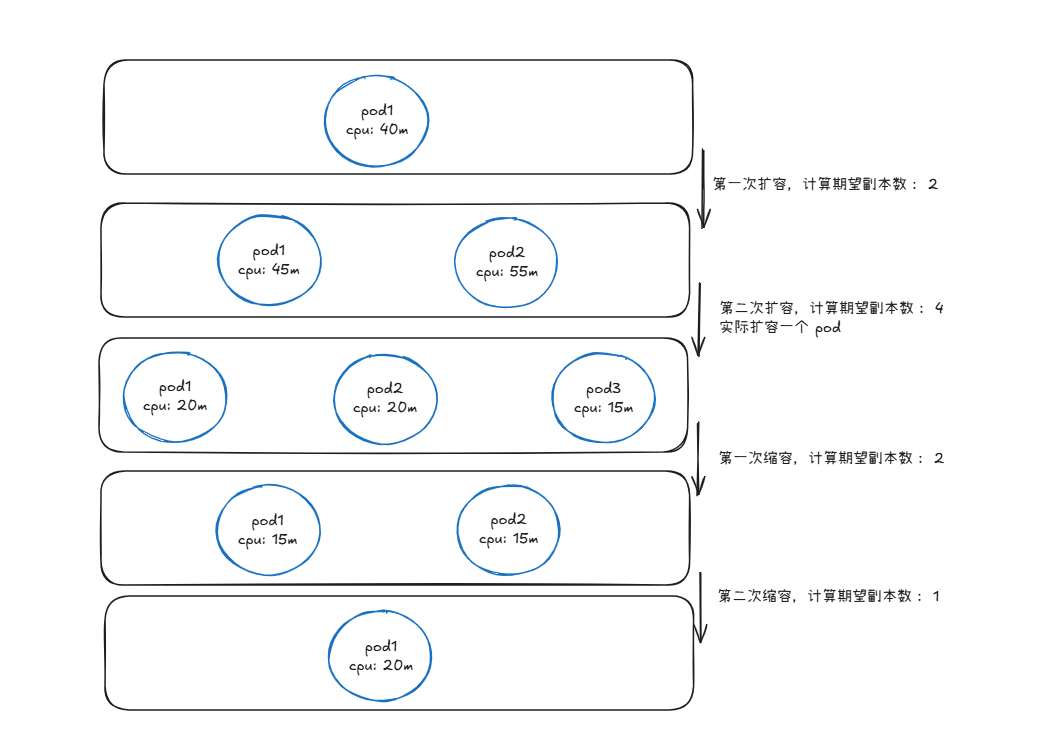 pod1
cpu: 40m
第一次扩容，计算期望副本数：2
pod1
cpu: 45m
pod2
cpu: 55m
第二次扩容，计算期望副本数：4
实际扩容一个 pod
pod1
cpu: 20m
pod2
cpu: 20m
pod3
cpu: 15m
第一次缩容，计算期望副本数：2
pod1
cpu: 15m
pod2
cpu: 15m
第二次缩容，计算期望副本数：1
pod1
cpu: 20m